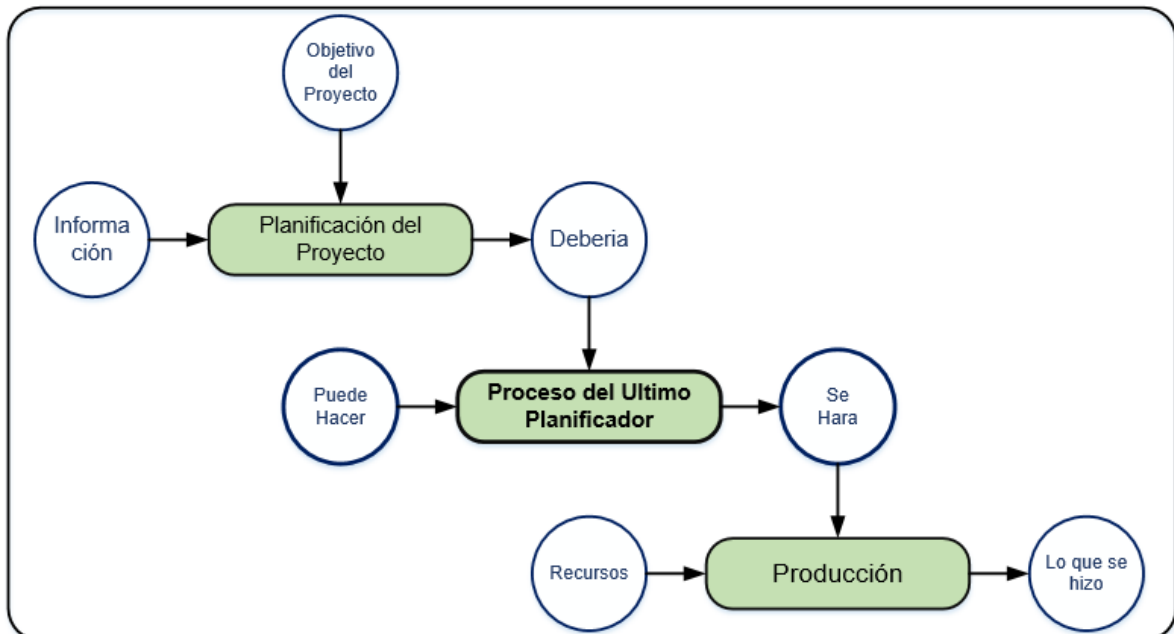 Objetivo
del
Proyecto
Informa
ción
Planificación del
Proyecto
Deberia
Puede
Hacer
Proceso del Ultimo
Planificador
Se
Hara
Recursos
Producción
Lo que se
hizo